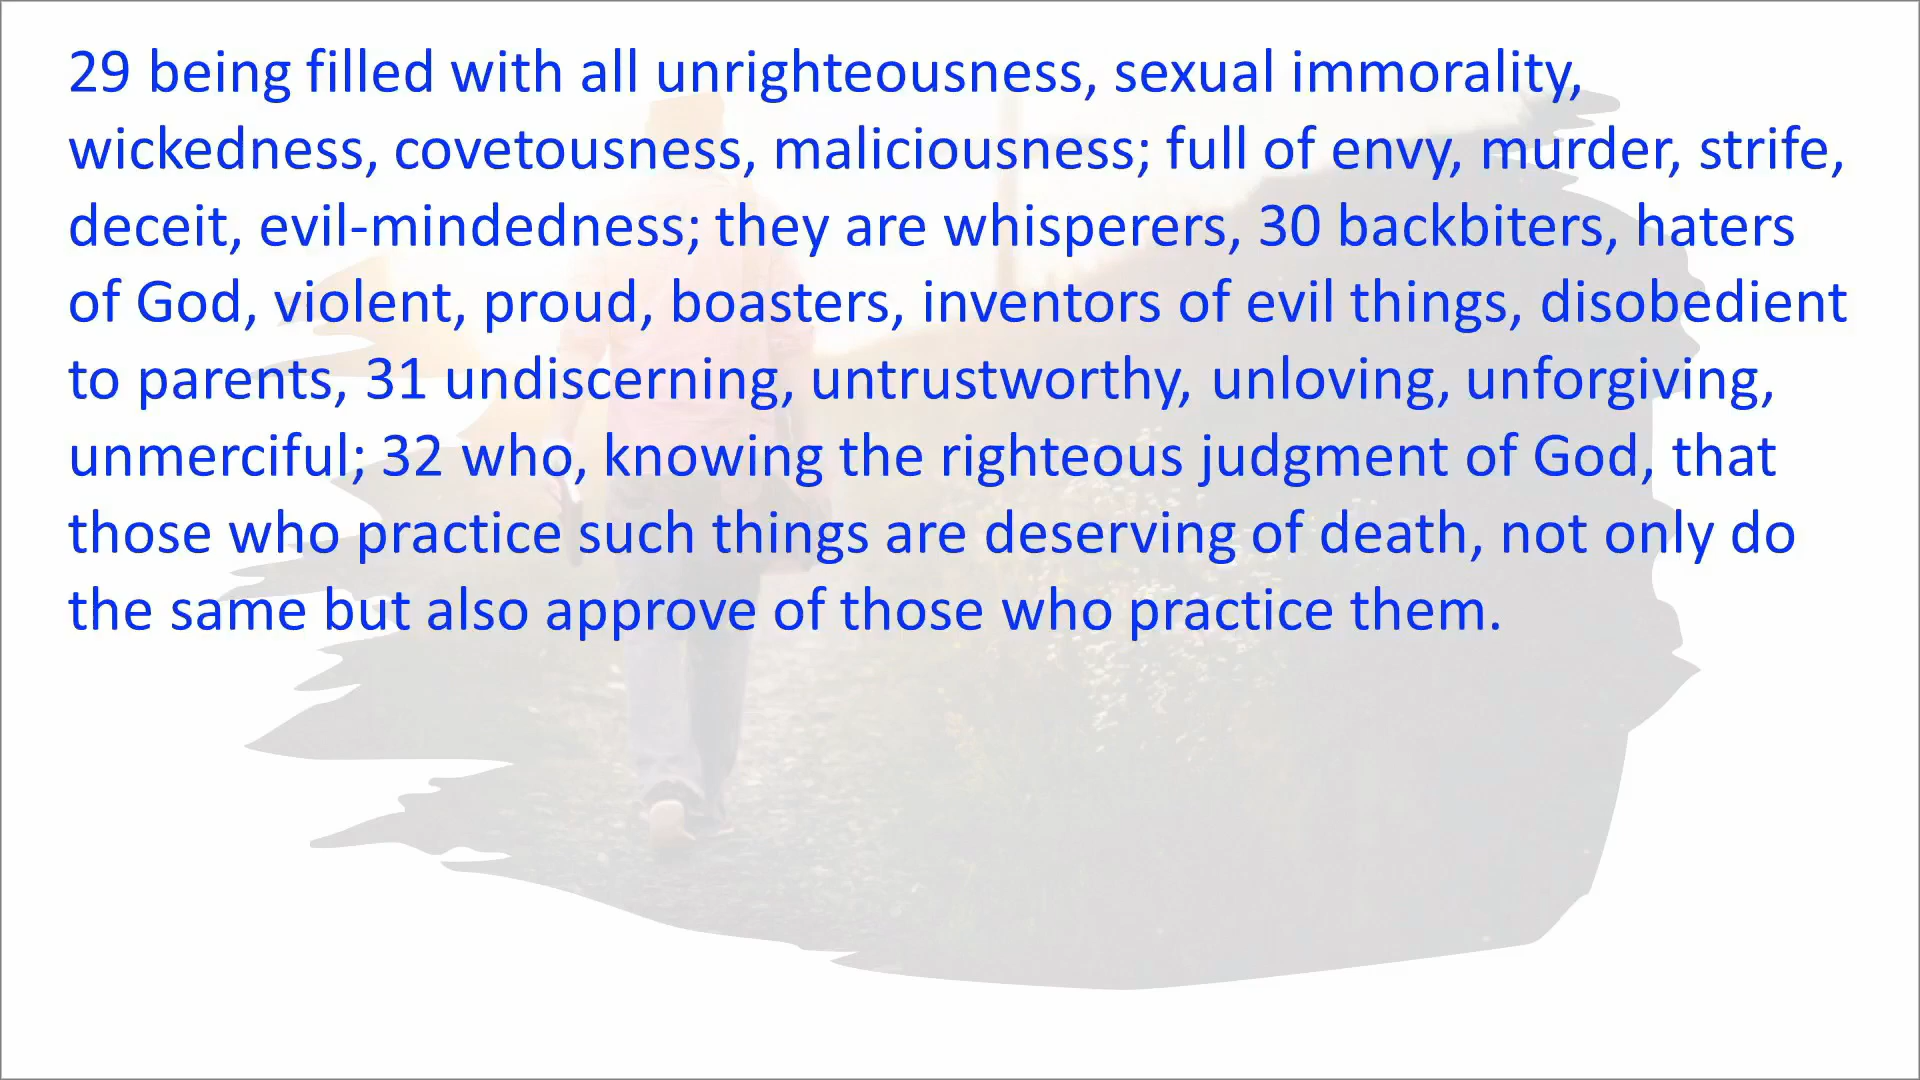 29 being filled with all unrighteousness, sexual immorality,
wickedness, covetousness, maliciousness; full of envy, murder, strife,
deceit, evil-mindedness; they are whisperers, 30 backbiters, haters
of God, violent, proud, boasters, inventors of evil things, disobedient
to parents, 31 undiscerning, untrustworthy, unloving, unforgiving,
unmerciful; 32 who, knowing the righteous judgment of God, that
those who practice such things are deserving of death, not only do
the same but also approve of those who practice them.